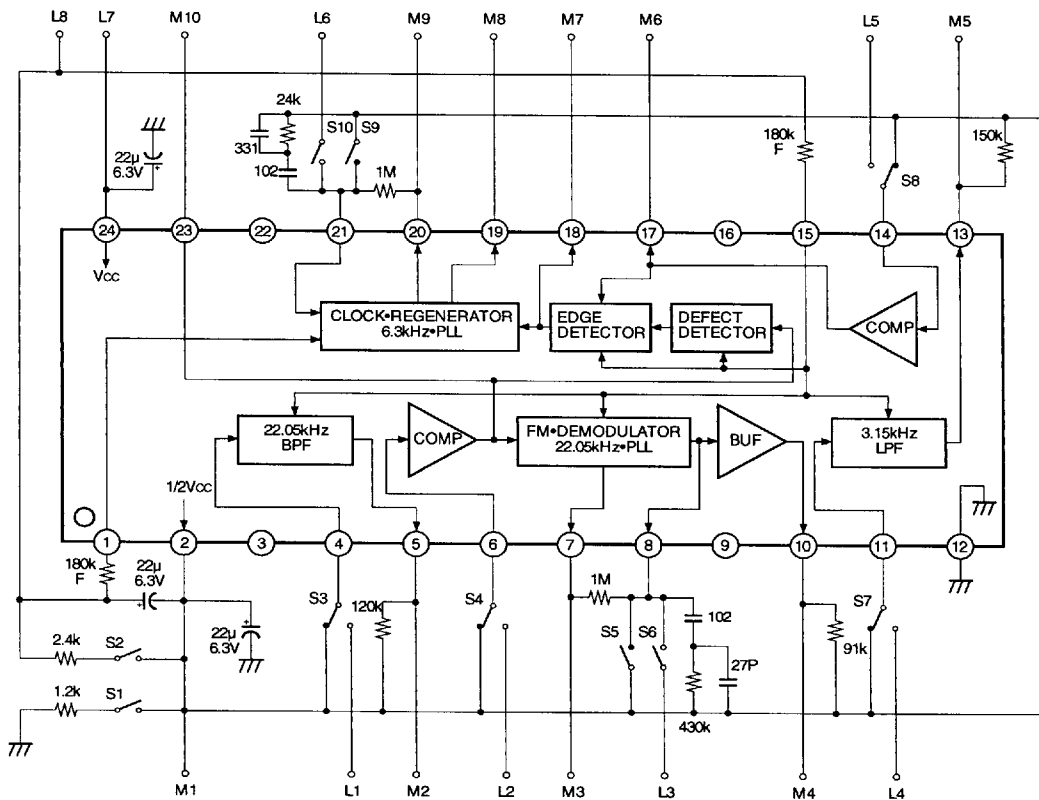 L8 L7 M10 L6 M9 M8 M7 M6 L5 M5
24k
331
102
S10 S9
1M
180k
F
S8
150k
22µ
6.3V
24 23 22 21 20 19 18 17 16 15 14 13
VCC
CLOCK•REGENERATOR
6.3kHz•PLL
EDGE
DETECTOR
DEFECT
DETECTOR
COMP
22.05kHz
BPF
COMP
FM•DEMODULATOR
22.05kHz•PLL
BUF
3.15kHz
LPF
1/2VCC
1 2 3 4 5 6 7 8 9 10 11 12
180k
F
22µ
6.3V
22µ
6.3V
S3
120k
S4
1M
S5 S6
102
27P
430k
91k
S7
2.4k
S2
1.2k
S1
M1 L1 M2 L2 M3 L3 M4 L4